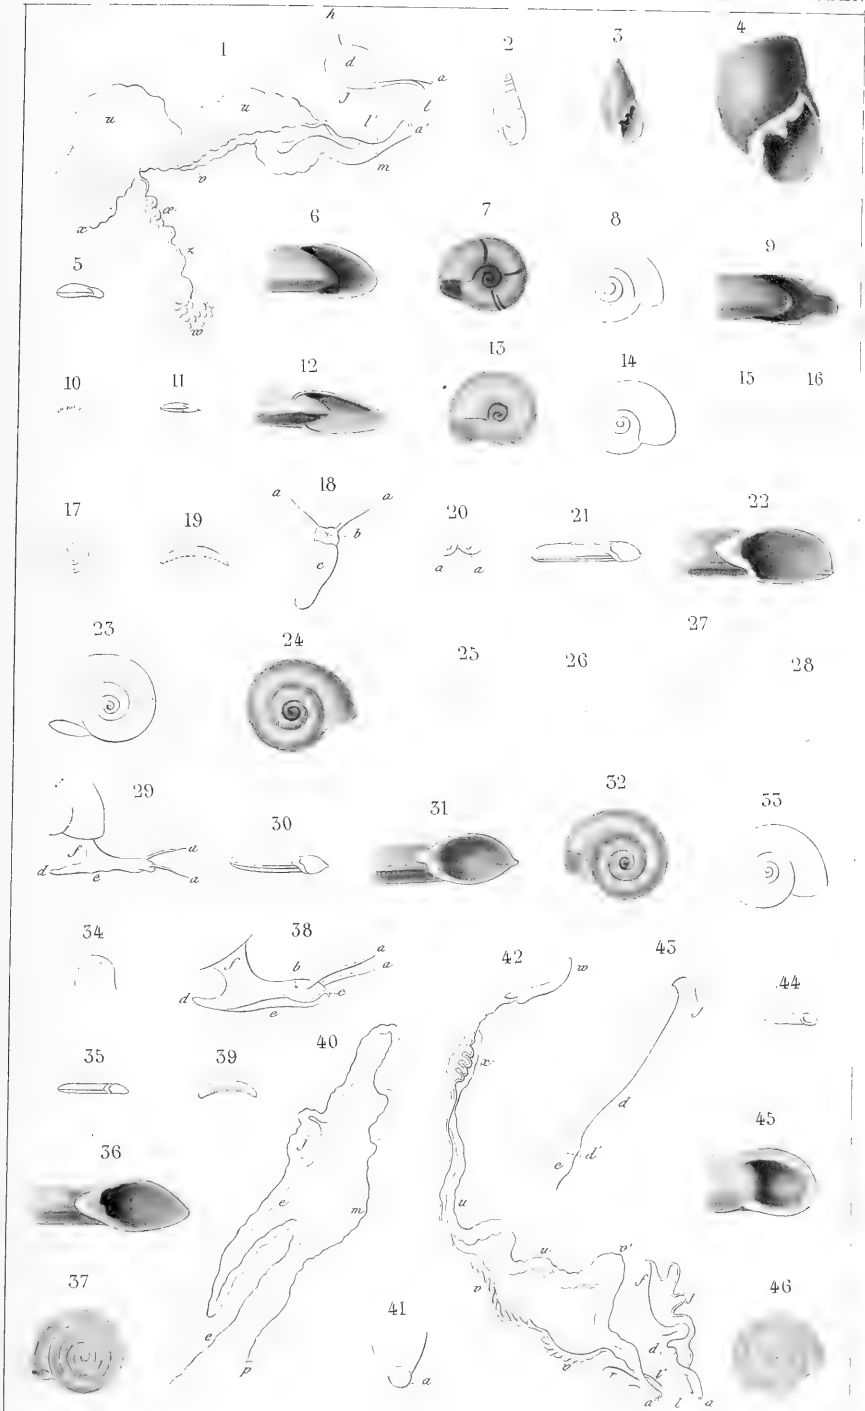 h
1 2 3 4
d
a
J l
u u l' a'
v m
x æ
z
5 6 7 8 9
w
10 11 12 13 14 15 16
17 19 18 20 21 22
a a
b
c
a a
23 24 25 26 27 28
29 30 31 32 33
a
f
d e a
34 38 42 43 44
a
f b a
d c
e
w
J
35 39 40 x
d
36 J 45
c d'
e m u
u v'
37 41 v f J 46
d
e p a v r l'
a' l a